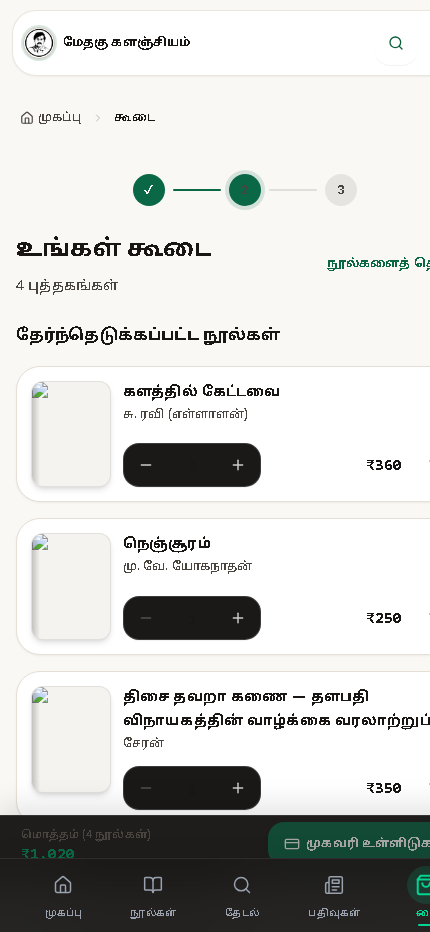 மேதகு களஞ்சியம்
முகப்பு
கூடை
✓
3
உங்கள் கூடை
நூல்களைத்
4 புத்தகங்கள்
தேர்ந்தெடுக்கப்பட்ட நூல்கள்
களத்தில் கேட்டவை
சு. ரவி (எள்ளாளன்)
− + ₹360
நெஞ்சூரம்
மு. வே. யோகநாதன்
− + ₹250
திசை தவறா கணை — தளபதி
விநாயகத்தின் வாழ்க்கை வரலாற்றுப்
சேரன்
− + ₹350
மொத்தம் (4 நூல்கள்)
₹1,020
முகவரி உள்ளிடுக
முகப்பு நூல்கள் தேடல் பதிவுகள்